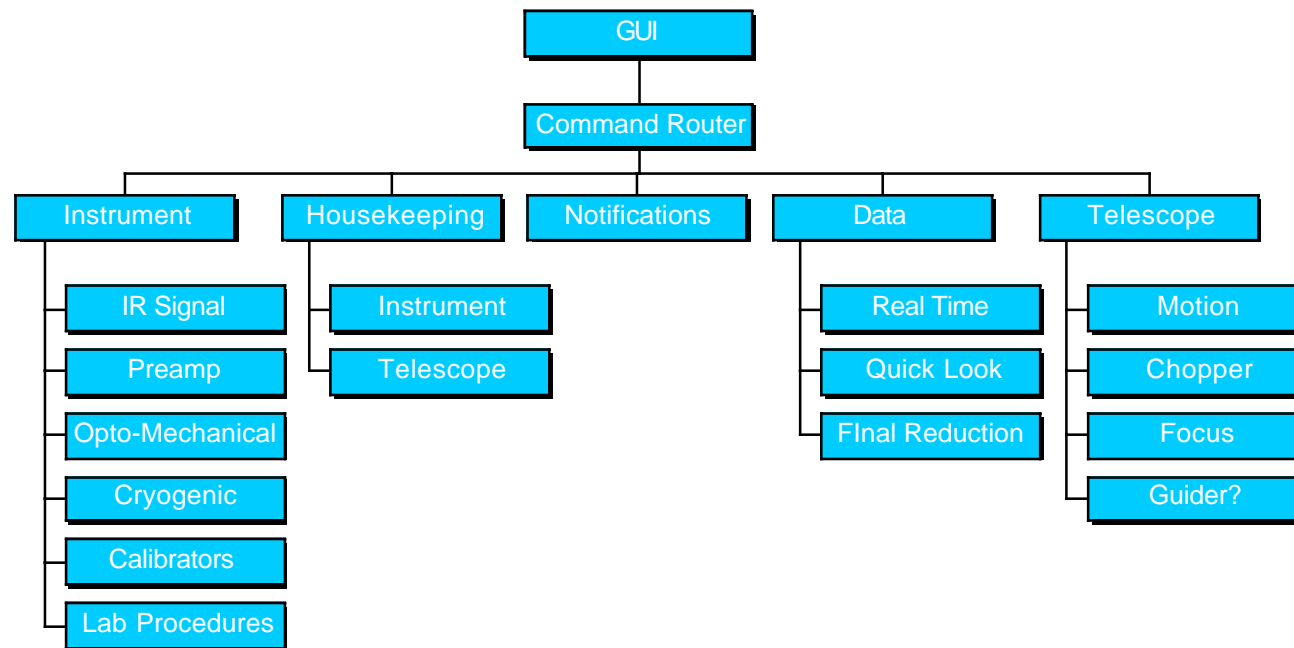 GUI
Command Router
Instrument
Housekeeping
Notifications
Data
Telescope
IR Signal
Preamp
Opto-Mechanical
Cryogenic
Calibrators
Lab Procedures
Instrument
Telescope
Real Time
Quick Look
FInal Reduction
Motion
Chopper
Focus
Guider?